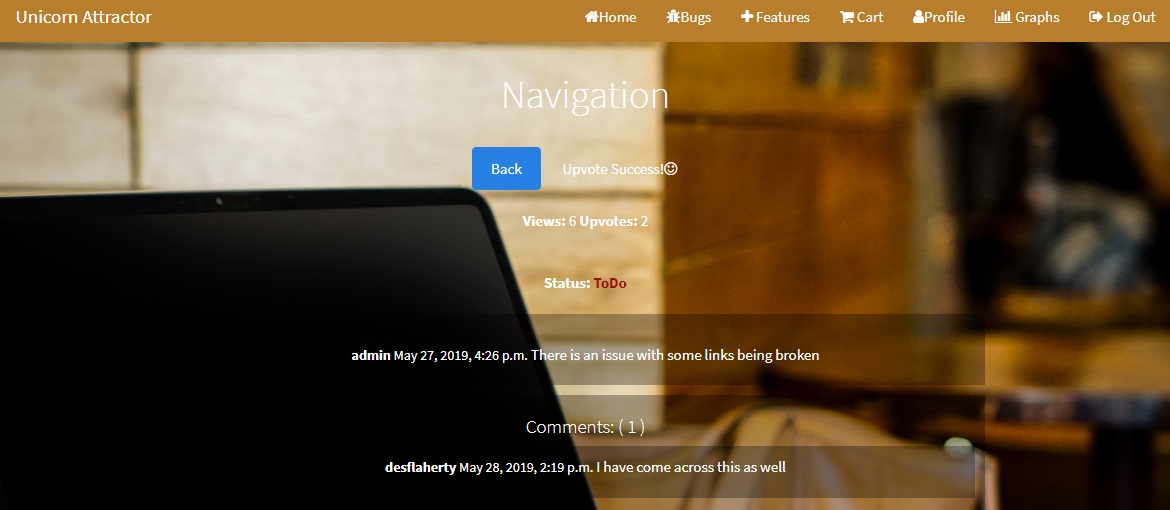 Unicorn Attractor Home Bugs Features Cart Profile Graphs Log Out
Navigation
Back Upvote Success!
Views: 6 Upvotes: 2
Status: ToDo
admin May 27, 2019, 4:26 p.m. There is an issue with some links being broken
Comments: ( 1 )
desflaherty May 28, 2019, 2:19 p.m. I have come across this as well